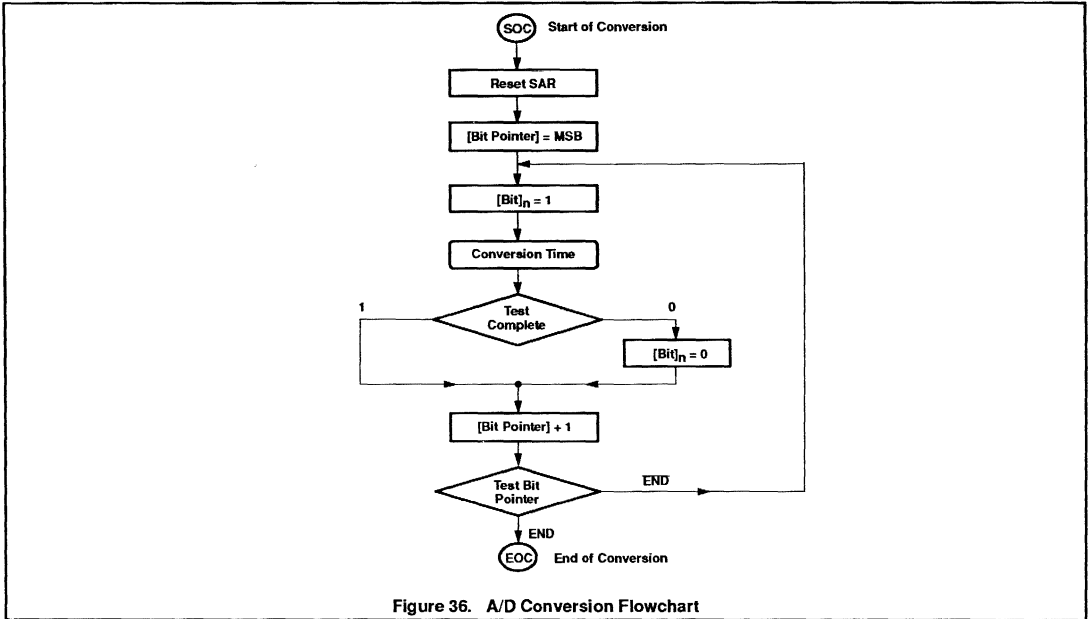 SOC Start of Conversion
Reset SAR
[Bit Pointer] = MSB
[Bit]n = 1
Conversion Time
1
Test
Complete
0
[Bit]n = 0
[Bit Pointer] + 1
Test Bit
Pointer
E̅N̅D̅
END
EOC End of Conversion
Figure 36. A/D Conversion Flowchart